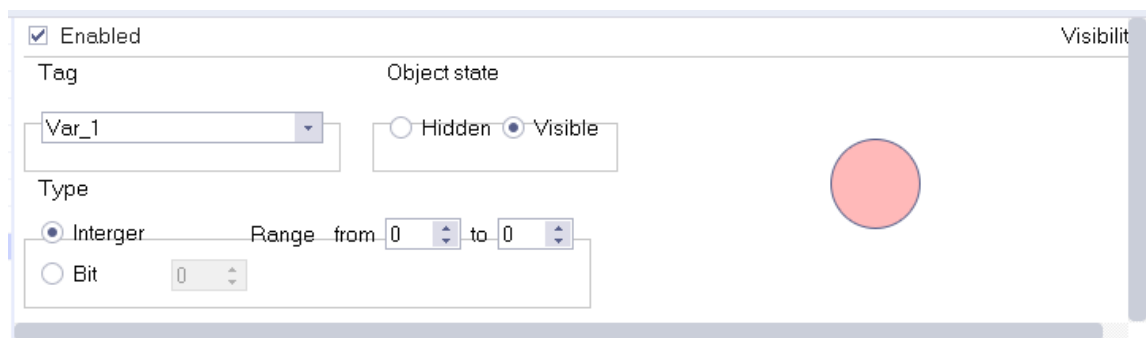 Enabled Visibilit
Tag Object state
Var_1 Hidden Visible
Type
Interger Range from 0 to 0
Bit 0